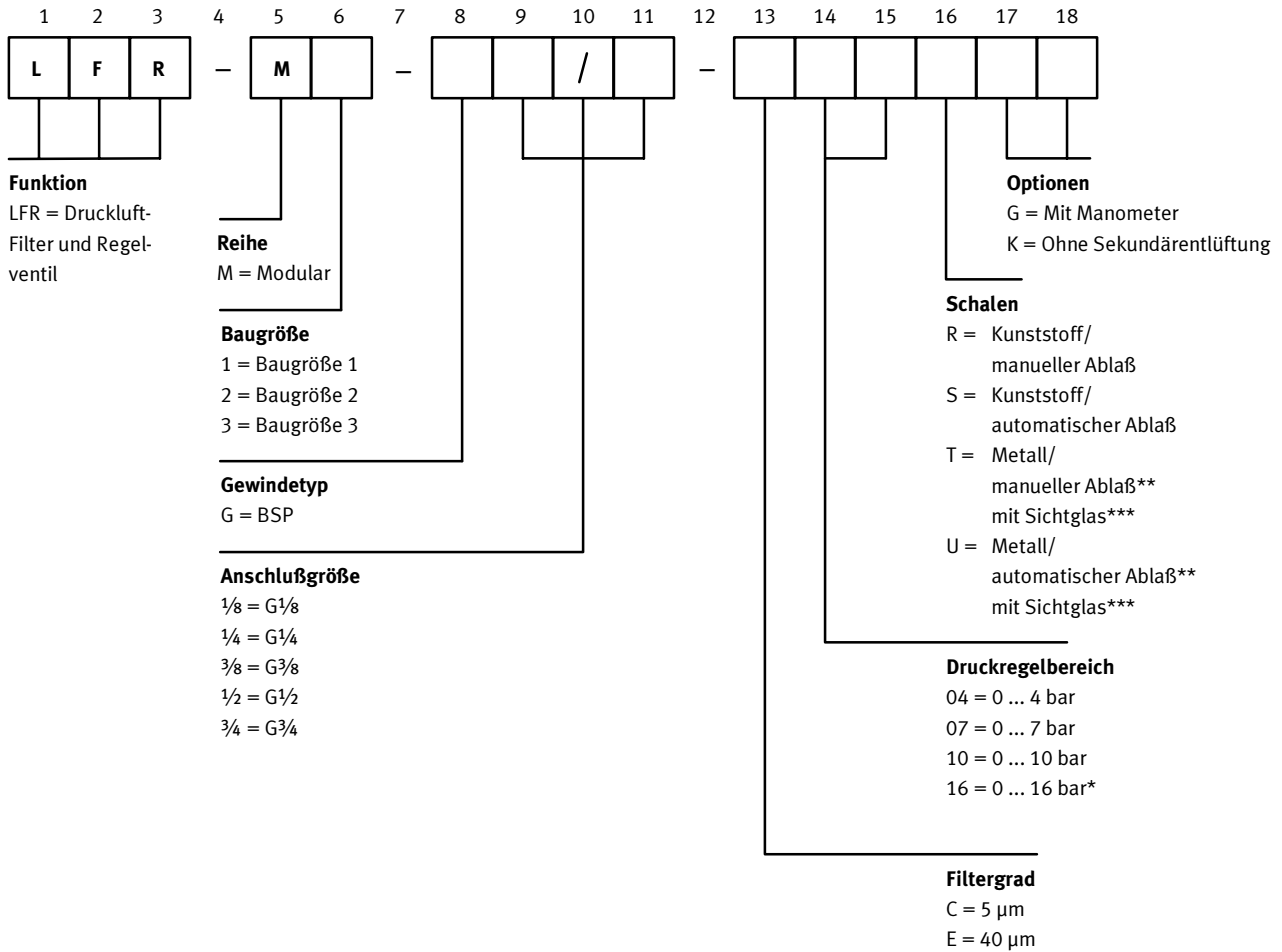 1 2 3 4 5 6 7 8 9 10 11 12 13 14 15 16 17 18
L F R – M – / –
Funktion
LFR = Druckluft-
Filter und Regel-
ventil
Reihe
M = Modular
Baugröße
1 = Baugröße 1
2 = Baugröße 2
3 = Baugröße 3
Gewindetyp
G = BSP
Anschlußgröße
⅛ = G⅛
¼ = G¼
⅜ = G⅜
½ = G½
¾ = G¾
Optionen
G = Mit Manometer
K = Ohne Sekundärentlüftung
Schalen
R = Kunststoff/
manueller Ablaß
S = Kunststoff/
automatischer Ablaß
T = Metall/
manueller Ablaß**
mit Sichtglas***
U = Metall/
automatischer Ablaß**
mit Sichtglas***
Druckregelbereich
04 = 0 ... 4 bar
07 = 0 ... 7 bar
10 = 0 ... 10 bar
16 = 0 ... 16 bar*
Filtergrad
C = 5 µm
E = 40 µm